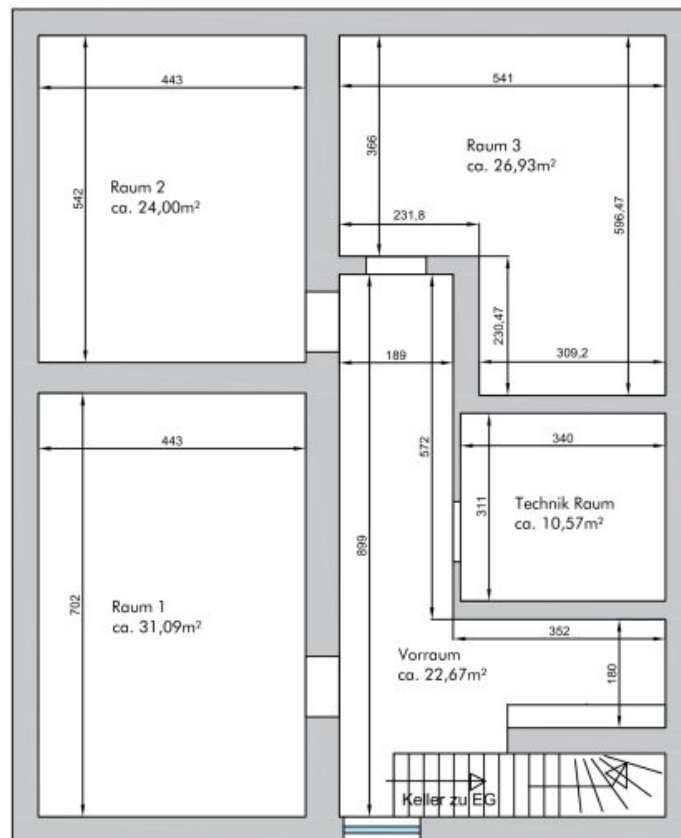 443
541
366
542
Raum 2
ca. 24,00m²
Raum 3
ca. 26,93m²
596,47
231,8
230,47
189
309,2
443
572
340
311
Technik Raum
ca. 10,57m²
899
702
Raum 1
ca. 31,09m²
352
Vorraum
ca. 22,67m²
180
Keller zu EG